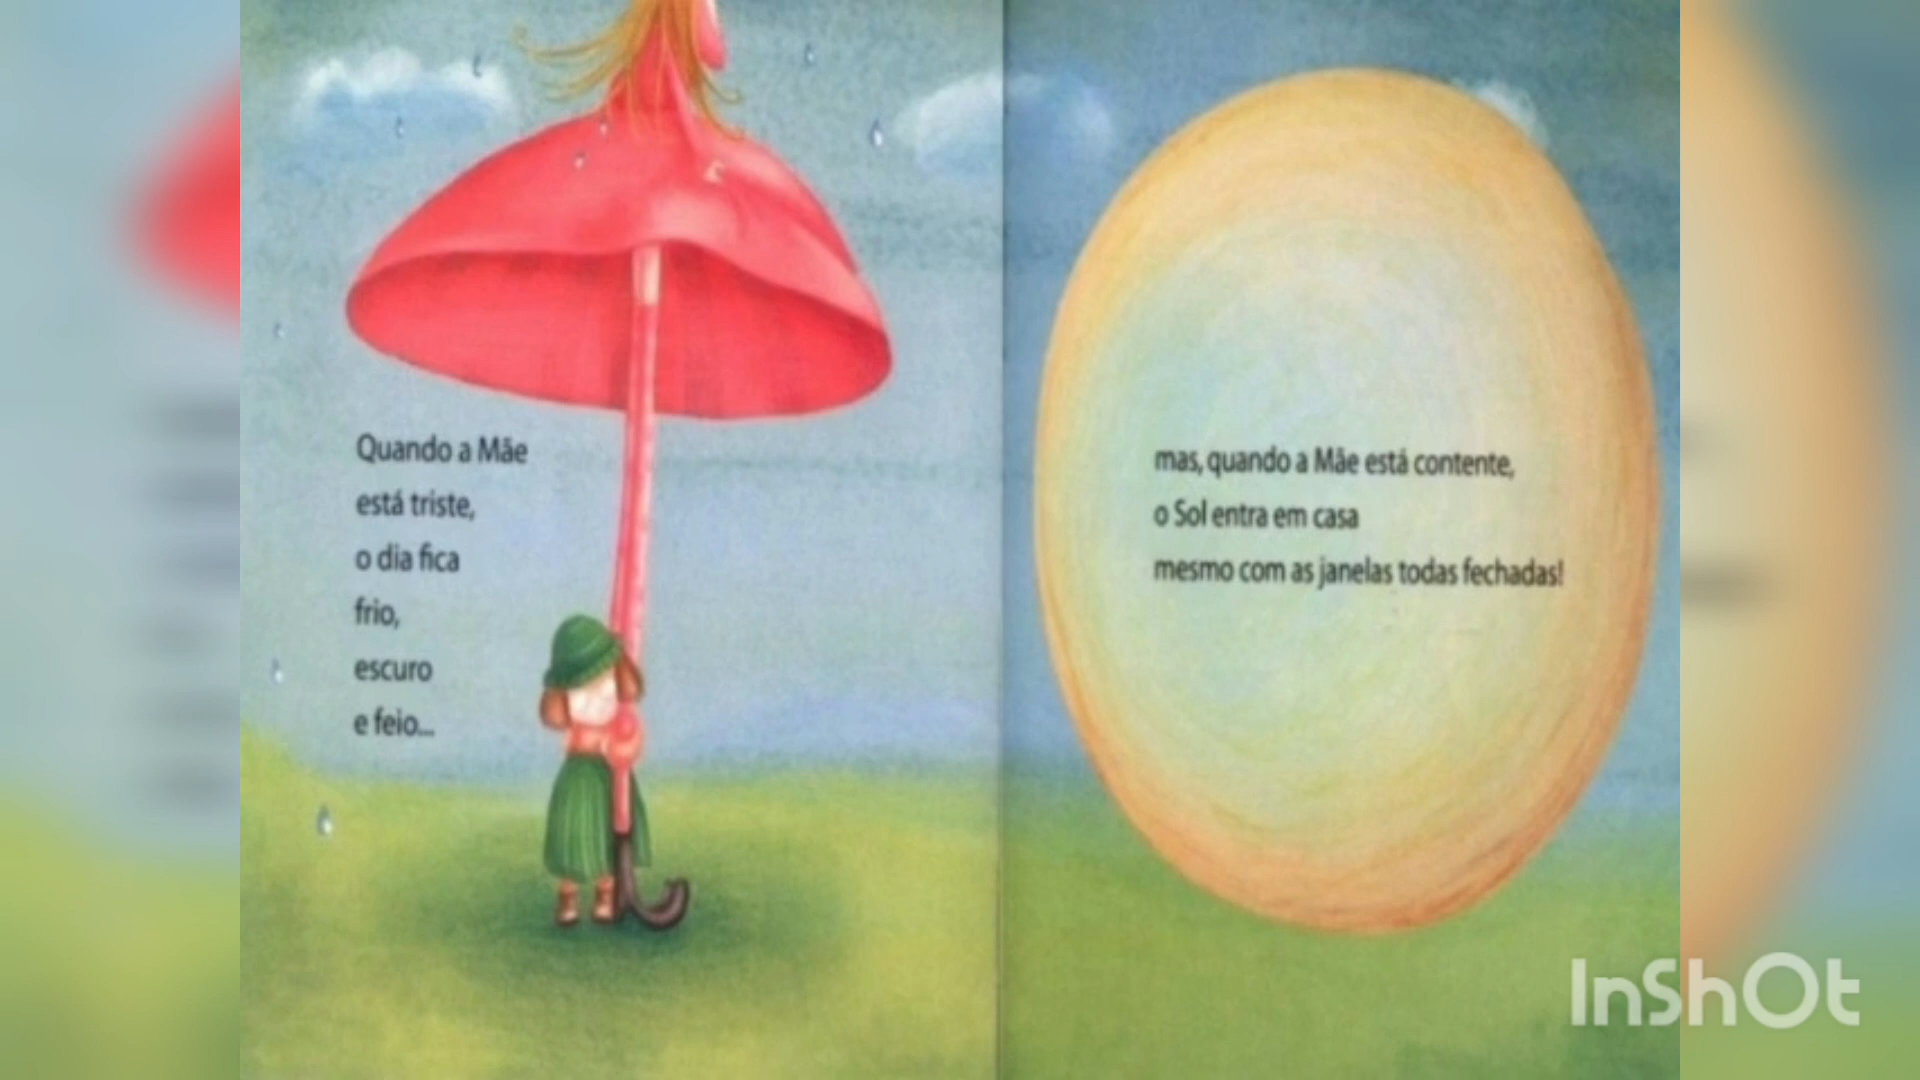 Quando a Mãe
está triste,
o dia fica
frio,
escuro
e feio...
mas, quando a Mãe está contente,
o Sol entra em casa
mesmo com as janelas todas fechadas!
InShOt